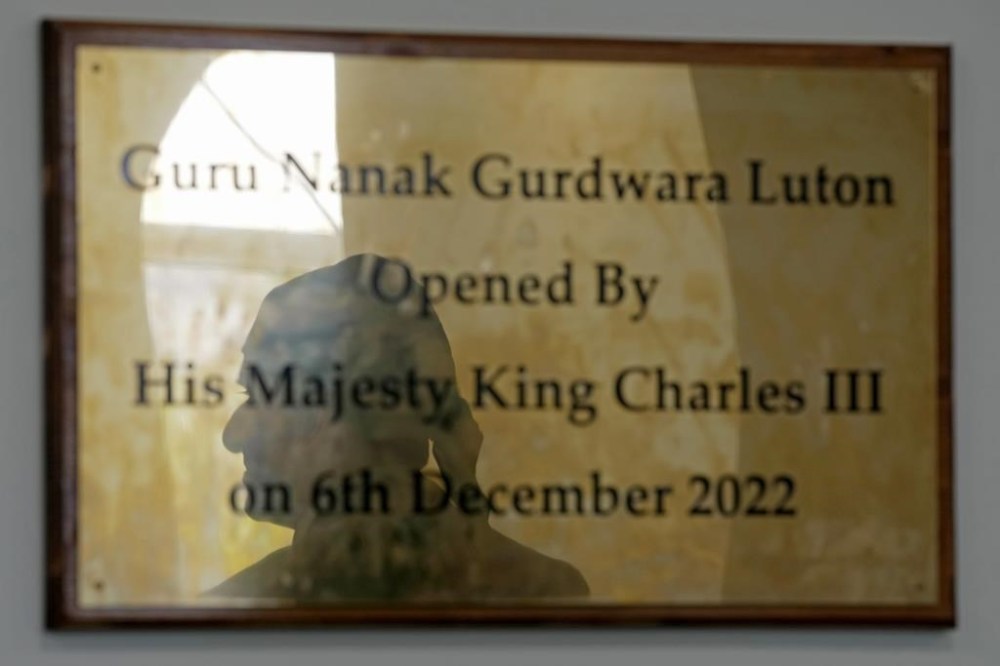 Guru Nanak Gurdwara Luton
Opened By
His Majesty King Charles III
on 6th December 2022